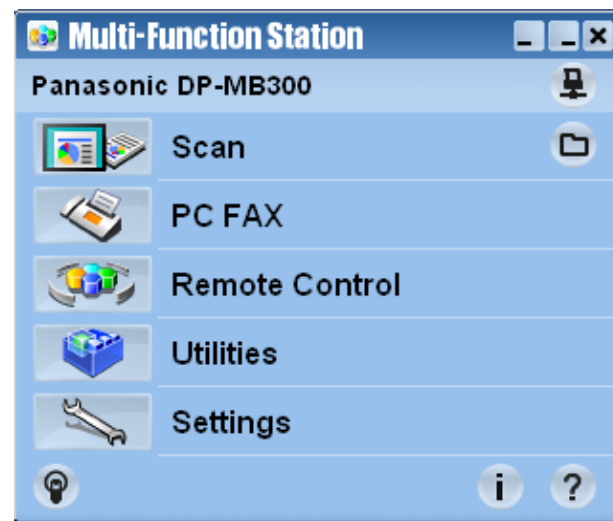 Multi-Function Station
Panasonic DP-MB300
Scan
PC FAX
Remote Control
Utilities
Settings
i ?